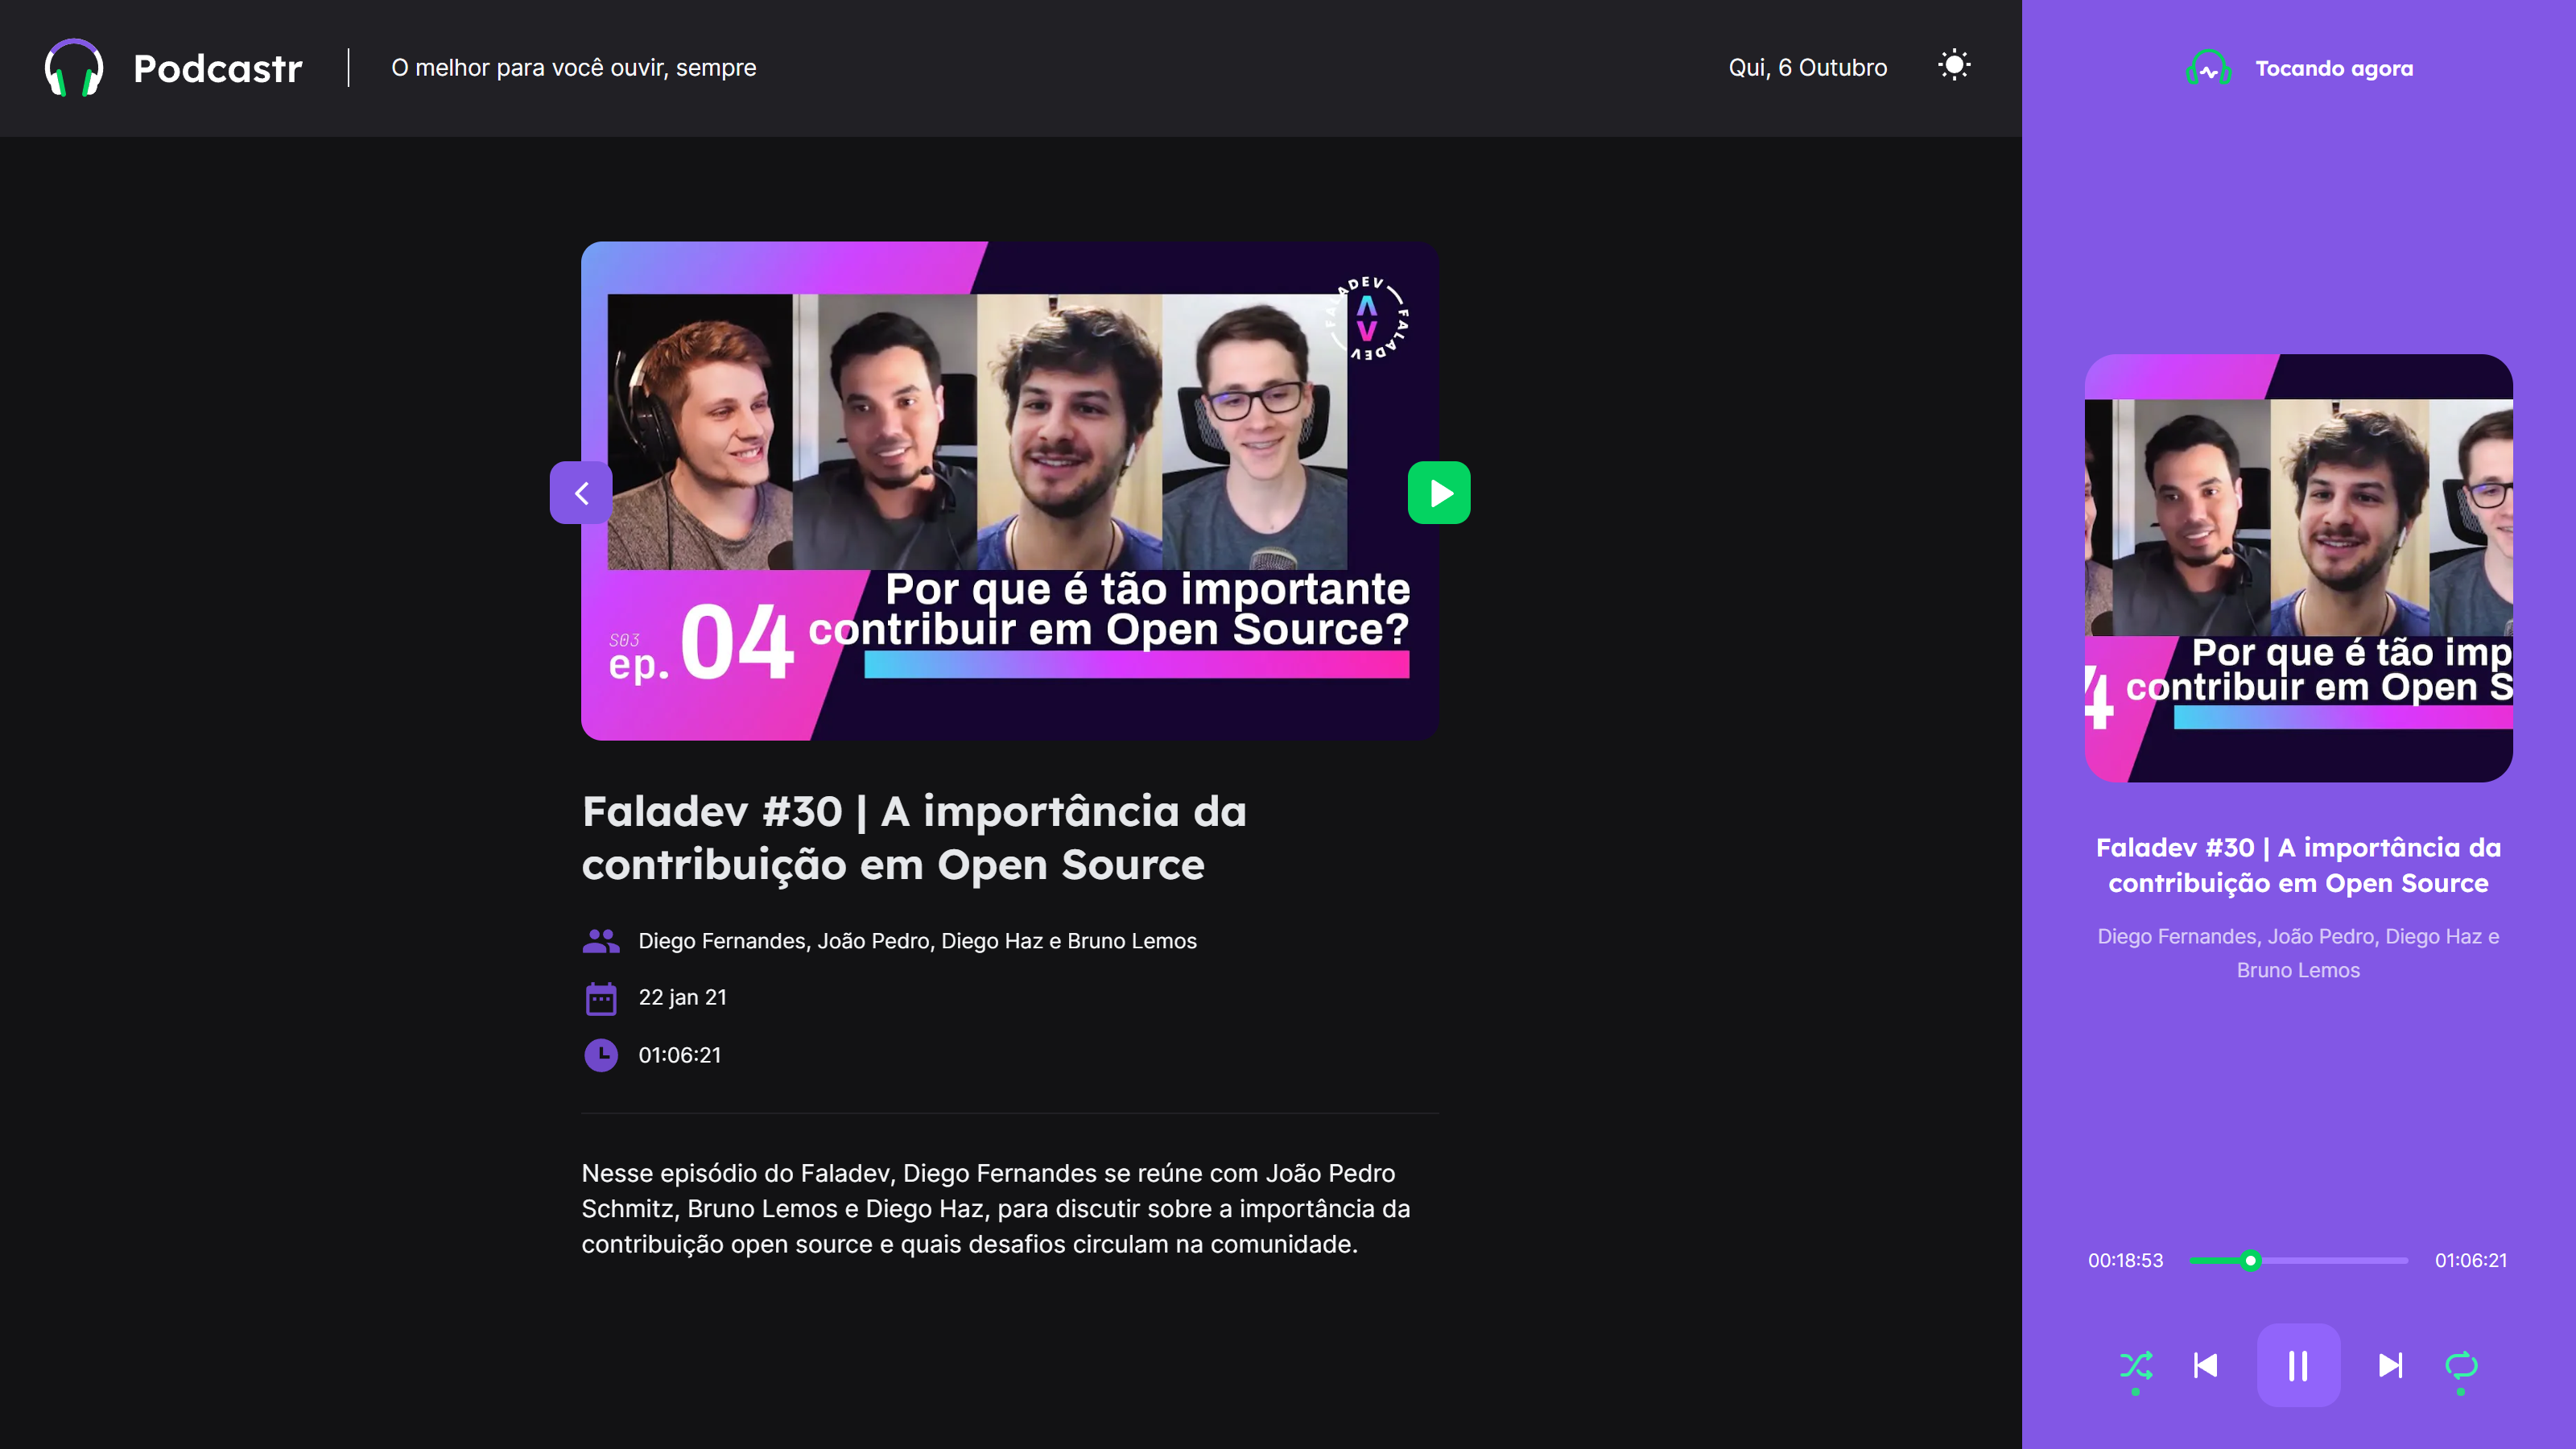 Podcastr
O melhor para você ouvir, sempre
Qui, 6 Outubro
FALADEV
FALADEV
FALADEV
Por que é tão importante
contribuir em Open Source?
S03
ep. 04
Faladev #30 | A importância da
contribuição em Open Source
Diego Fernandes, João Pedro, Diego Haz e Bruno Lemos
22 jan 21
01:06:21
Nesse episódio do Faladev, Diego Fernandes se reúne com João Pedro
Schmitz, Bruno Lemos e Diego Haz, para discutir sobre a importância da
contribuição open source e quais desafios circulam na comunidade.
Tocando agora
Por que é tão imp
4 contribuir em Open S
Faladev #30 | A importância da
contribuição em Open Source
Diego Fernandes, João Pedro, Diego Haz e
Bruno Lemos
00:18:53
01:06:21